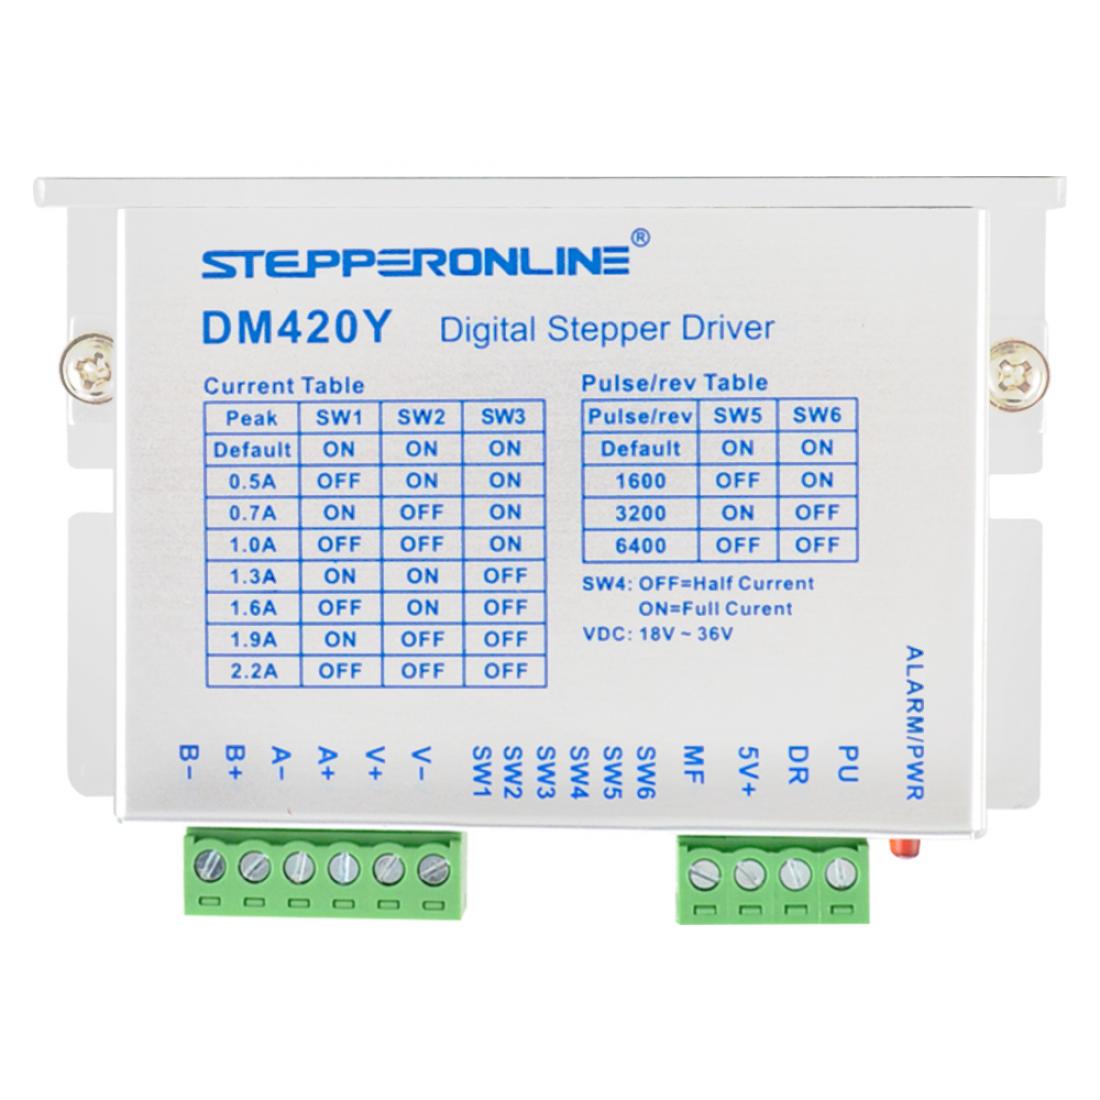 STEPPERONLINE®
DM420Y Digital Stepper Driver
Current Table
Peak SW1 SW2 SW3
Default ON ON ON
0.5A OFF ON ON
0.7A ON OFF ON
1.0A OFF OFF ON
1.3A ON ON OFF
1.6A OFF ON OFF
1.9A ON OFF OFF
2.2A OFF OFF OFF
Pulse/rev Table
Pulse/rev SW5 SW6
Default ON ON
1600 OFF ON
3200 ON OFF
6400 OFF OFF
SW4: OFF=Half Current
ON=Full Curent
VDC: 18V ~ 36V
B-
B+
A-
A+
V+
V-
SW1
SW2
SW3
SW4
SW5
SW6
MF
5V+
DR
PU
ALARM/PWR